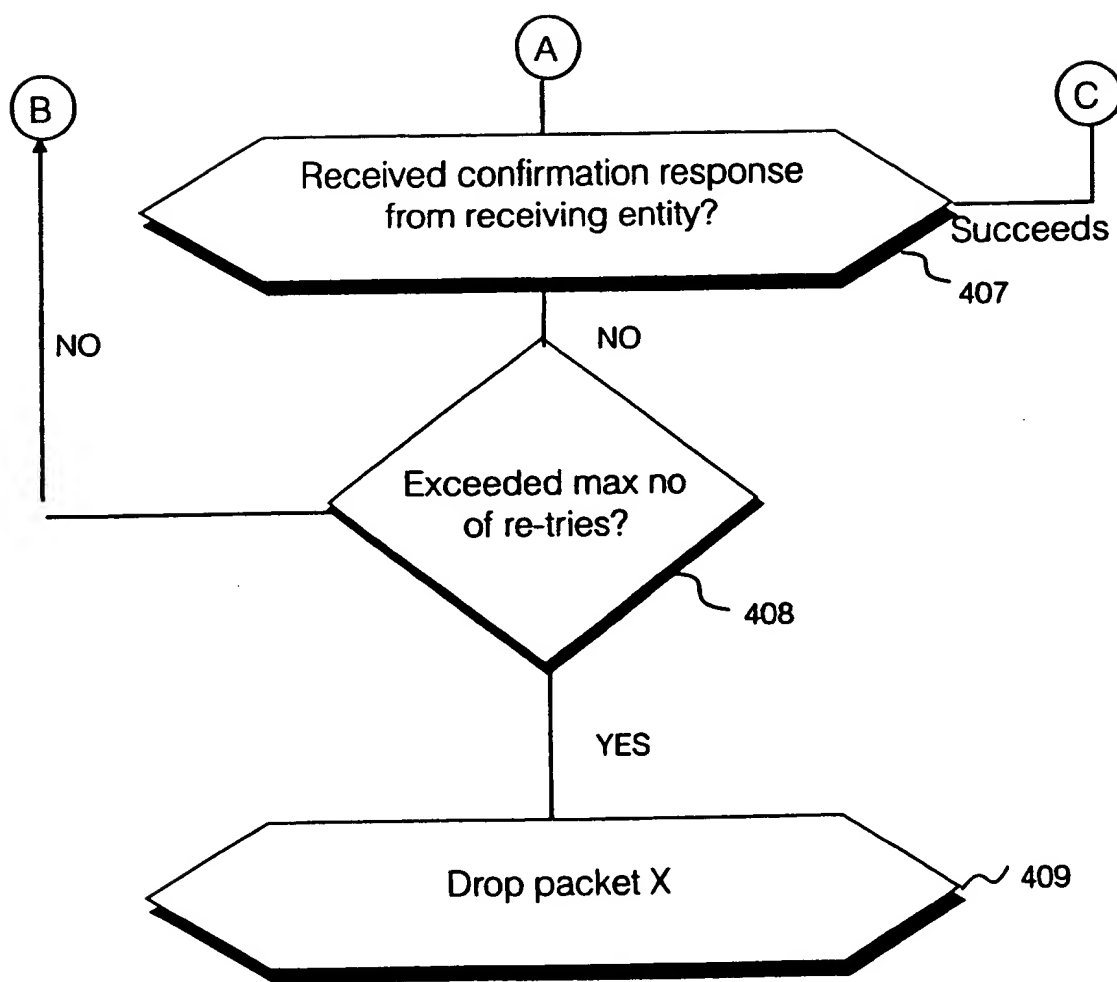 A
B
C
Received confirmation response
from receiving entity?
Succeeds
407
NO
NO
Exceeded max no
of re-tries?
408
YES
Drop packet X
409